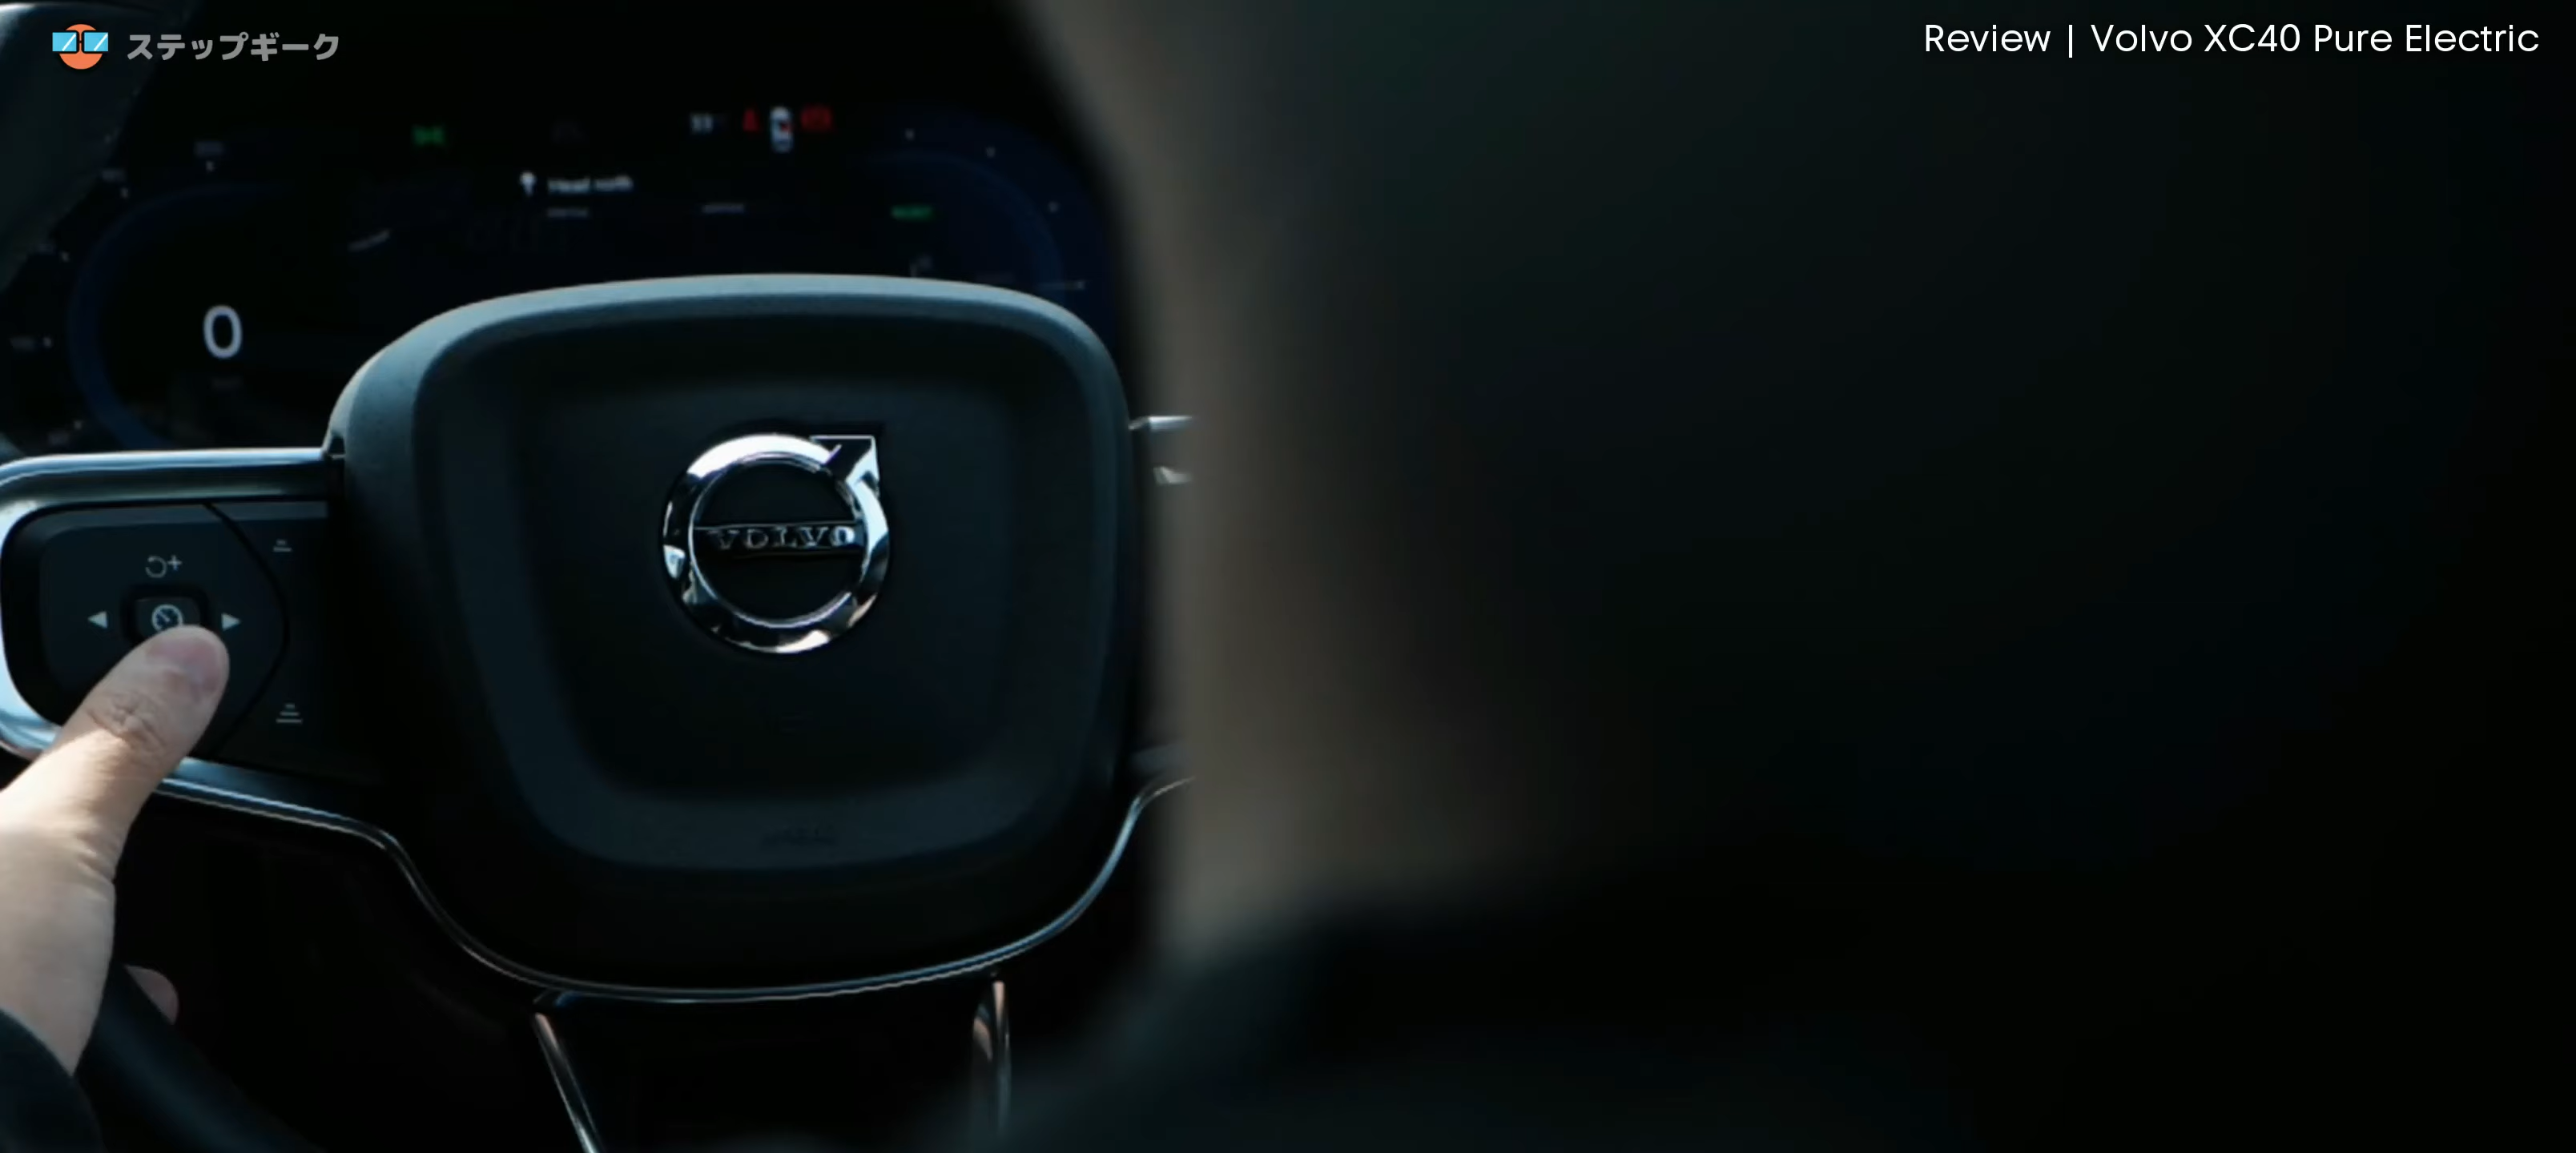 ステップギーク
Review | Volvo XC40 Pure Electric
0
VOLVO